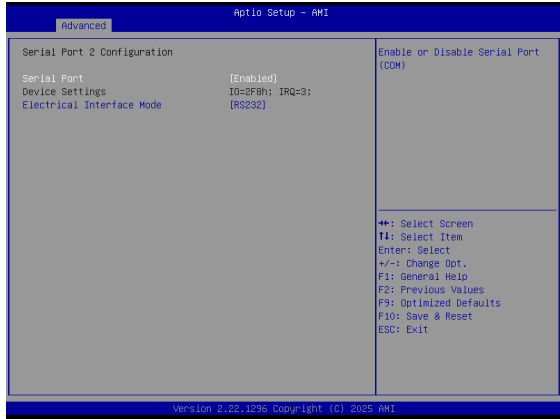 Aptio Setup - AMI
Advanced
Serial Port 2 Configuration
Serial Port [Enabled]
Device Settings IO=2F8h; IRQ=3;
Electrical Interface Mode [RS232]
Enable or Disable Serial Port
(COM)
→←: Select Screen
↑↓: Select Item
Enter: Select
+/-: Change Opt.
F1: General Help
F2: Previous Values
F9: Optimized Defaults
F10: Save & Reset
ESC: Exit
Version 2.22.1296 Copyright (C) 2025 AMI